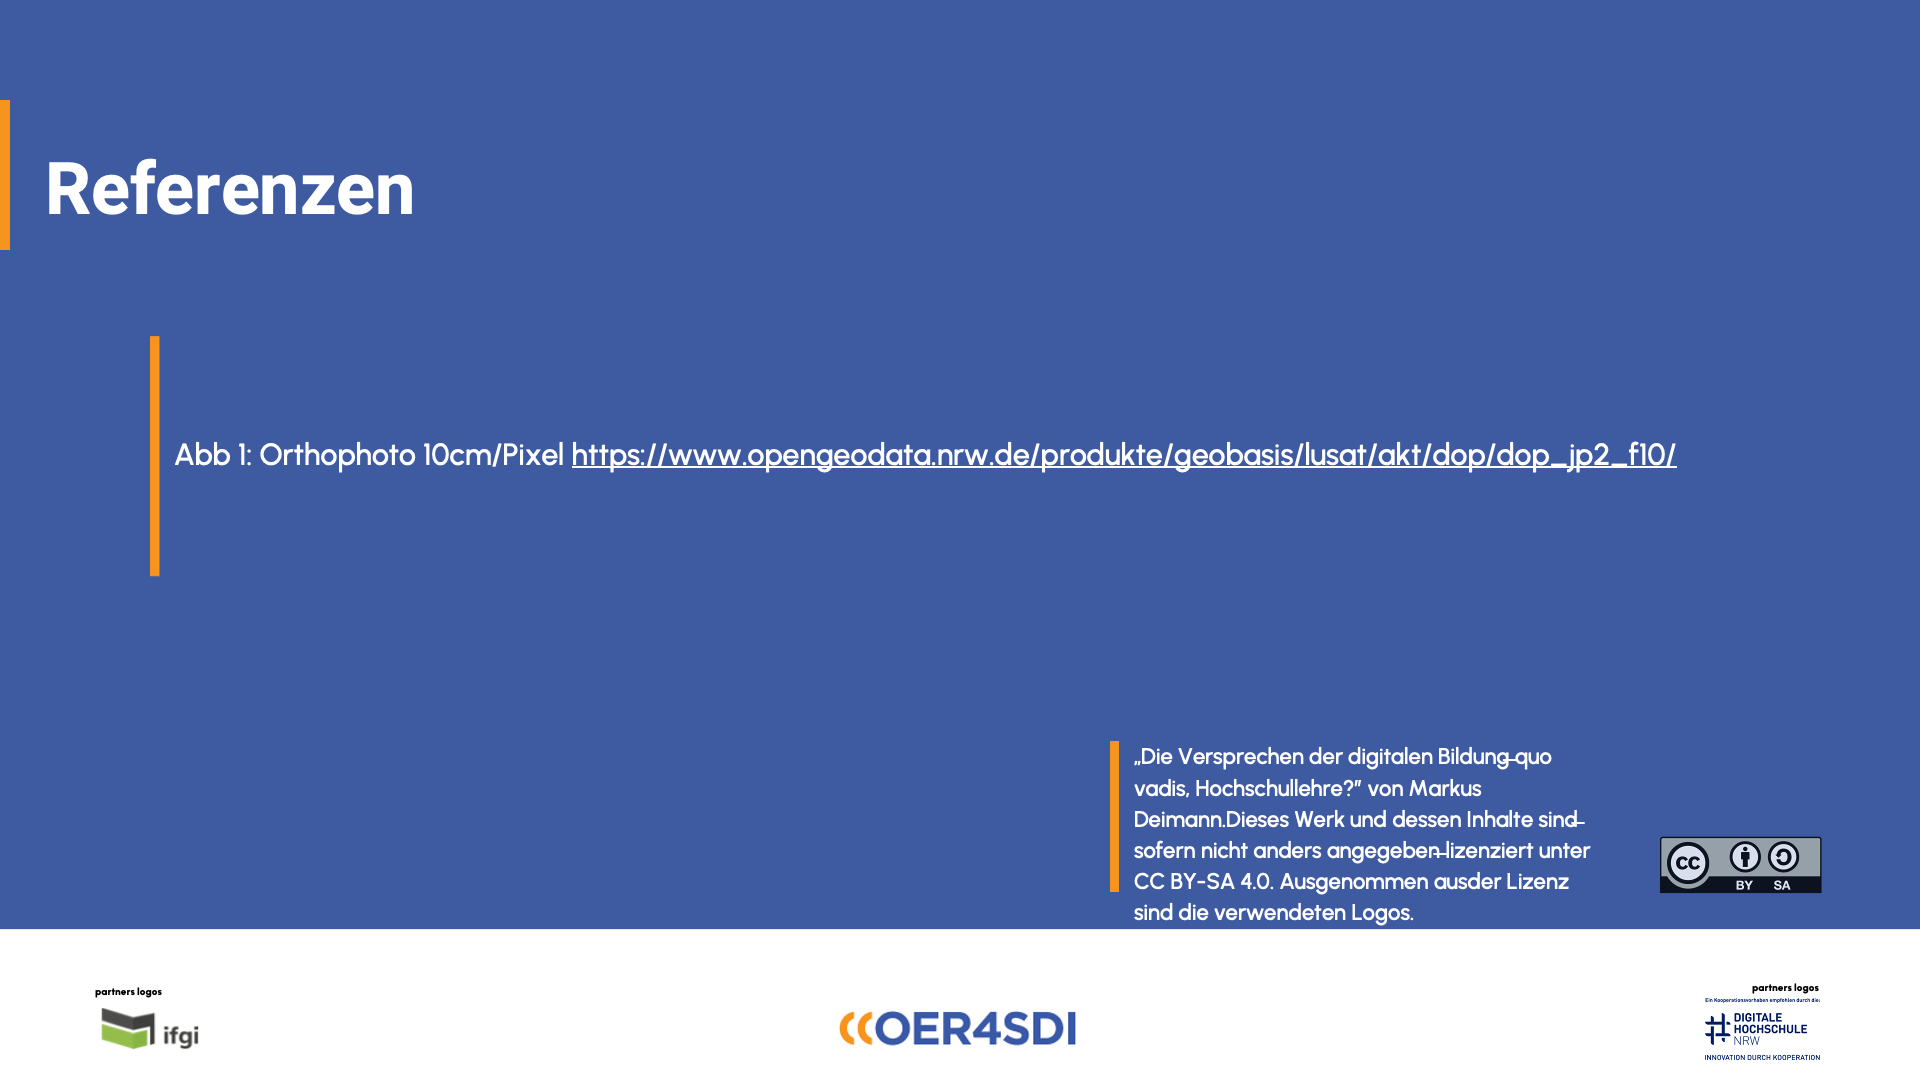 Referenzen
Abb 1: Orthophoto 10cm/Pixel https://www.opengeodata.nrw.de/produkte/geobasis/lusat/akt/dop/dop_jp2_f10/
„Die Versprechen der digitalen Bildung–quo
vadis, Hochschullehre?” von Markus
Deimann.Dieses Werk und dessen Inhalte sind–
sofern nicht anders angegeben–lizenziert unter
CC BY-SA 4.0. Ausgenommen ausder Lizenz
sind die verwendeten Logos.
cc BY SA
partners logos
ifgi
OER4SDI
partners logos
Ein Kooperationsvorhaben empfohlen durch die:
DIGITALE
HOCHSCHULE
NRW
INNOVATION DURCH KOOPERATION